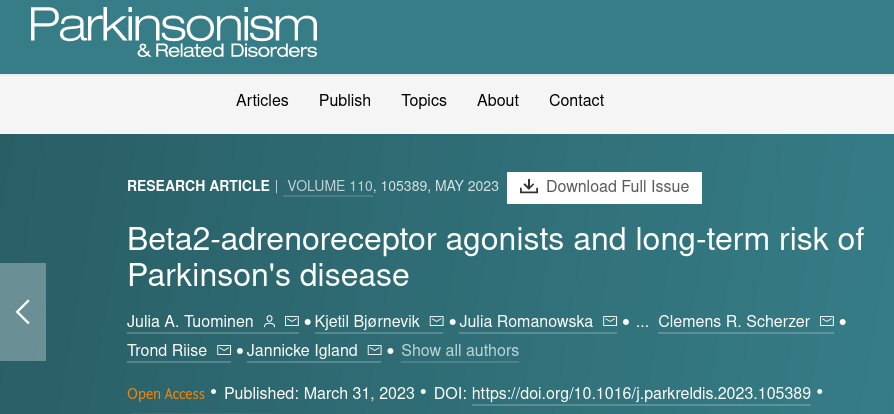 Parkinsonism
& Related Disorders
Articles Publish Topics About Contact
RESEARCH ARTICLE | VOLUME 110, 105389, MAY 2023 Download Full Issue
Beta2-adrenoreceptor agonists and long-term risk of
Parkinson's disease
Julia A. Tuominen • Kjetil Bjørnevik • Julia Romanowska • ... Clemens R. Scherzer •
Trond Riise • Jannicke Igland • Show all authors
Open Access • Published: March 31, 2023 • DOI: https://doi.org/10.1016/j.parkreldis.2023.105389 •